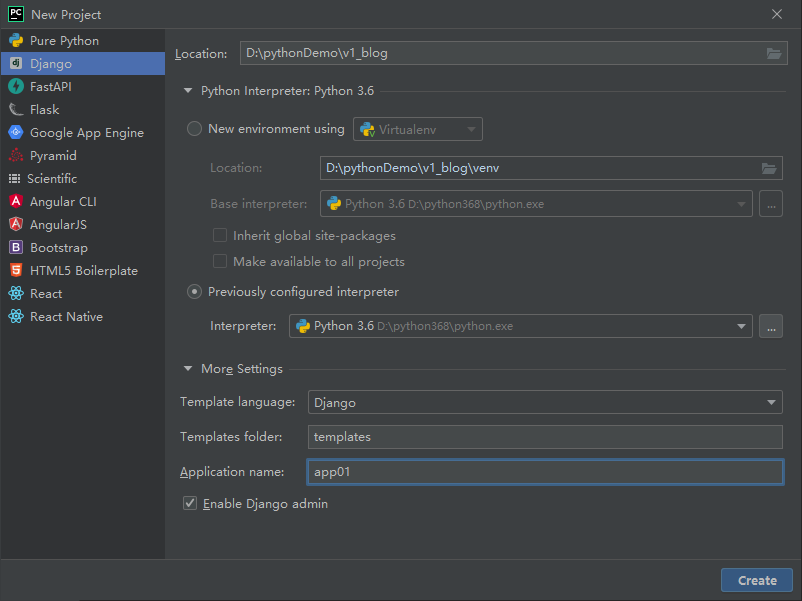 PC New Project
Pure Python
dj Django
FastAPI
Flask
Google App Engine
Pyramid
Scientific
A Angular CLI
A AngularJS
B Bootstrap
5 HTML5 Boilerplate
React
React Native
Location: D:\pythonDemo\v1_blog
Python Interpreter: Python 3.6
New environment using Virtualenv
Location: D:\pythonDemo\v1_blog\venv
Base interpreter: Python 3.6 D:\python368\python.exe ...
Inherit global site-packages
Make available to all projects
Previously configured interpreter
Interpreter: Python 3.6 D:\python368\python.exe ...
More Settings
Template language: Django
Templates folder: templates
Application name: app01
Enable Django admin
Create